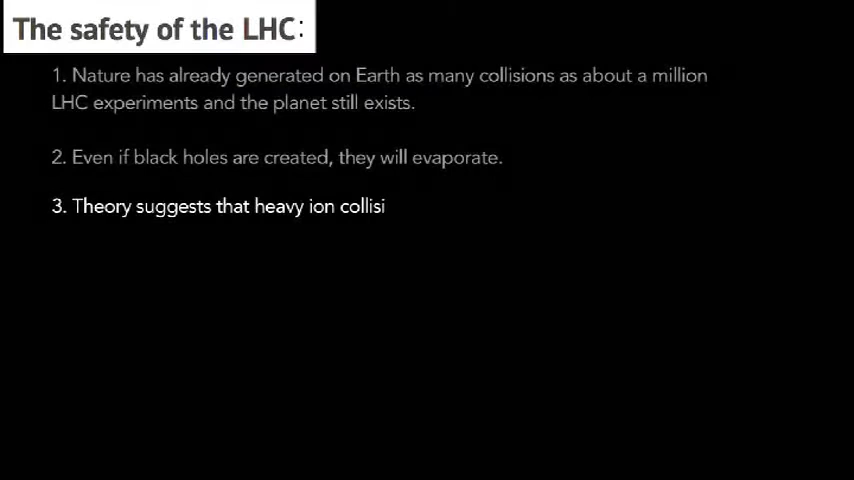 The safety of the LHC:
1. Nature has already generated on Earth as many collisions as about a million
LHC experiments and the planet still exists.
2. Even if black holes are created, they will evaporate.
3. Theory suggests that heavy ion collisi